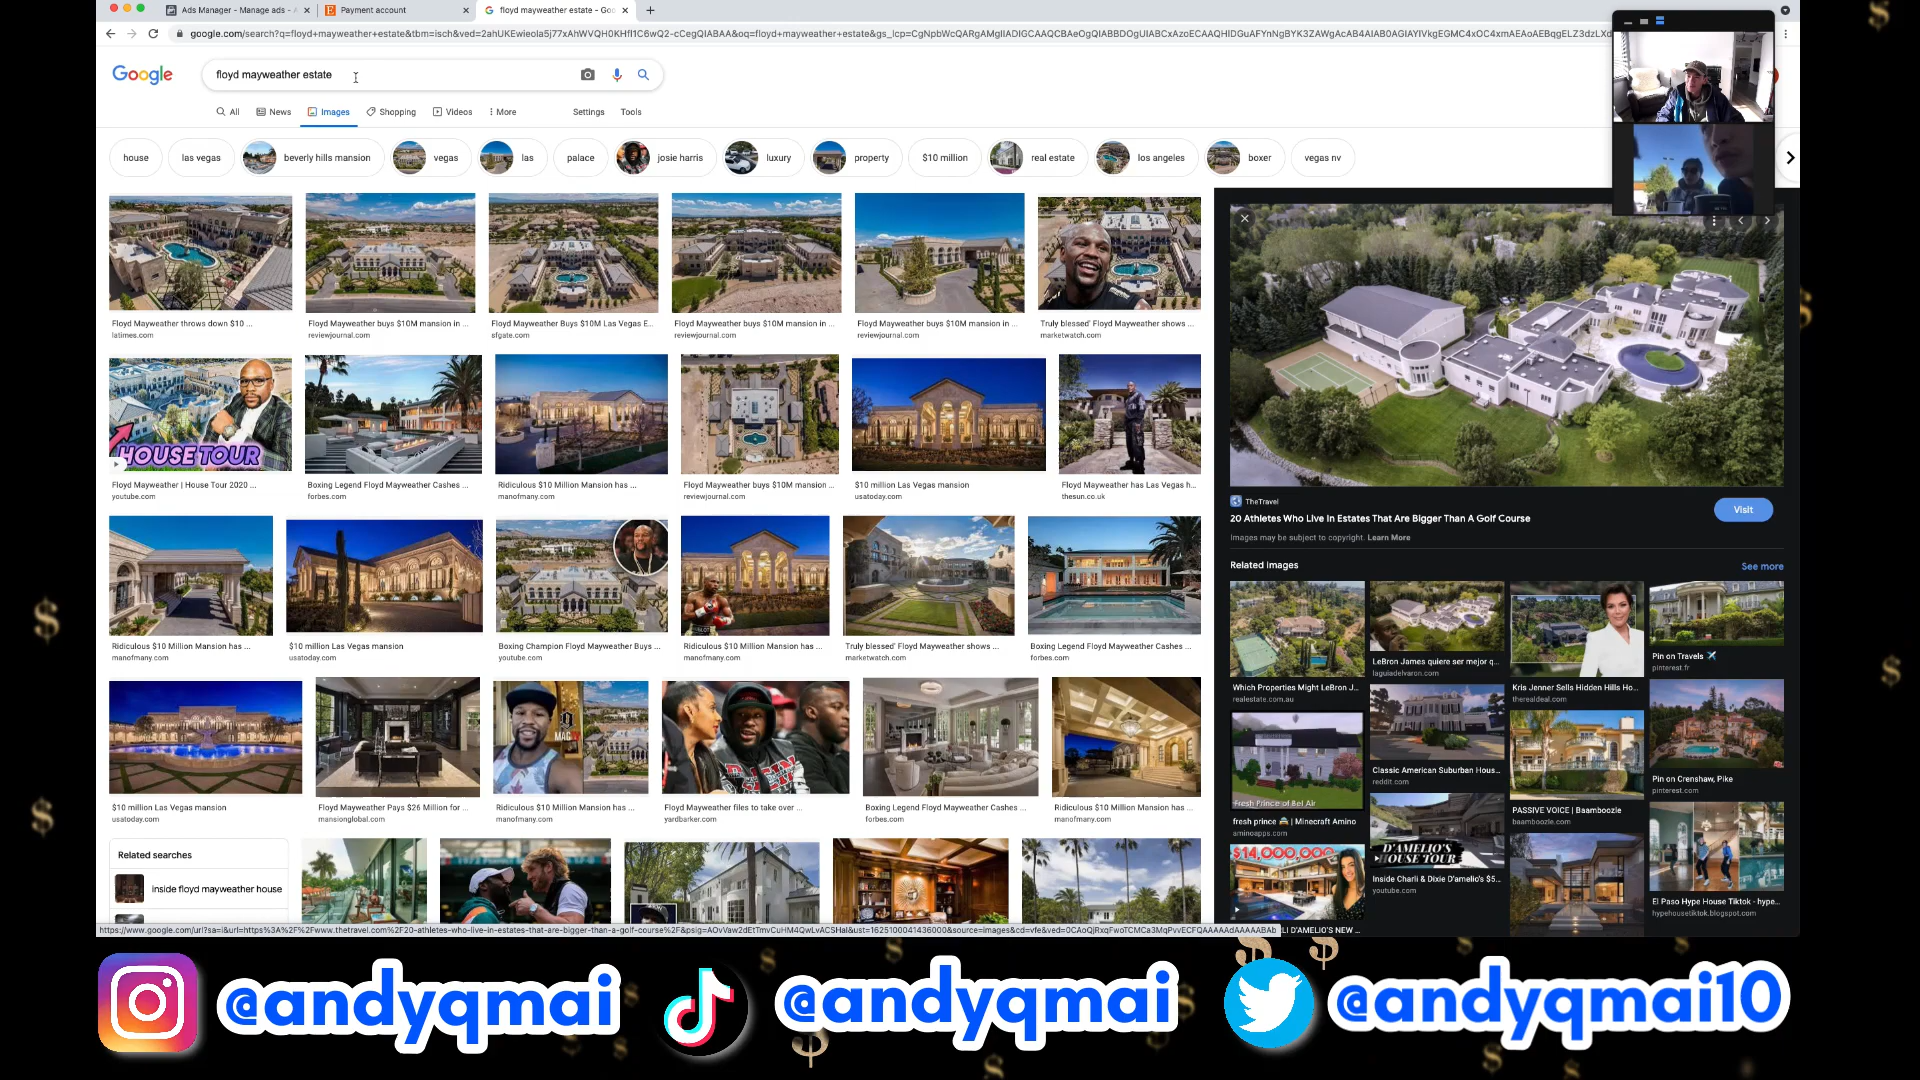 Ads Manager - Manage ads -
Payment account
floyd mayweather estate - Goo
google.com/search?q=floyd+mayweather+estate&tbm=isch&ved=
Google
floyd mayweather estate
All
News
Images
Shopping
Videos
More
Settings
Tools
house
las vegas
beverly hills mansion
vegas
las
palace
josie harris
luxury
property
$10 million
real estate
los angeles
boxer
vegas nv
Floyd Mayweather throws down $10 ...
latimes.com
Floyd Mayweather buys $10M mansion in ...
reviewjournal.com
Floyd Mayweather Buys $10M Las Vegas E...
sfgate.com
Floyd Mayweather buys $10M mansion in ...
reviewjournal.com
Floyd Mayweather buys $10M mansion in ...
reviewjournal.com
Truly blessed' Floyd Mayweather shows ...
marketwatch.com
HOUSE TOUR
Floyd Mayweather | House Tour 2020 ...
youtube.com
Boxing Legend Floyd Mayweather Cashes ...
forbes.com
Ridiculous $10 Million Mansion has ...
manofmany.com
Floyd Mayweather buys $10M mansion ...
reviewjournal.com
$10 million Las Vegas mansion
usatoday.com
Floyd Mayweather has Las Vegas h...
thesun.co.uk
Ridiculous $10 Million Mansion has ...
manofmany.com
$10 million Las Vegas mansion
usatoday.com
Boxing Champion Floyd Mayweather Buys ...
youtube.com
Ridiculous $10 Million Mansion has ...
manofmany.com
Truly blessed' Floyd Mayweather shows ...
marketwatch.com
Boxing Legend Floyd Mayweather Cashes ...
forbes.com
$10 million Las Vegas mansion
usatoday.com
Floyd Mayweather Pays $26 Million for ...
mansionglobal.com
Ridiculous $10 Million Mansion has ...
manofmany.com
Floyd Mayweather files to take over ...
yardbarker.com
Boxing Legend Floyd Mayweather Cashes ...
forbes.com
Ridiculous $10 Million Mansion has ...
manofmany.com
Related searches
inside floyd mayweather house
TheTravel
20 Athletes Who Live In Estates That Are Bigger Than A Golf Course
Visit
Images may be subject to copyright. Learn More
Related images
See more
Which Properties Might LeBron J...
realestate.com.au
LeBron James quiere ser mejor q...
laguiadelvaron.com
Kris Jenner Sells Hidden Hills Ho...
therealdeal.com
Pin on Travels
pinterest.fr
Fresh Prince of Bel Air
fresh prince | Minecraft Amino
aminoapps.com
Classic American Suburban Hous...
reddit.com
PASSIVE VOICE | Baamboozle
baamboozle.com
Pin on Crenshaw, Pike
pinterest.com
$14,000,000
D'AMELIO'S
HOUSE TOUR
Inside Charli & Dixie D'amelio's $5...
youtube.com
El Paso Hype House Tiktok - hype...
hypehousetiktok.blogspot.com
LI D'AMELIO'S NEW ...
@andyqmai
@andyqmai
@andyqmai10